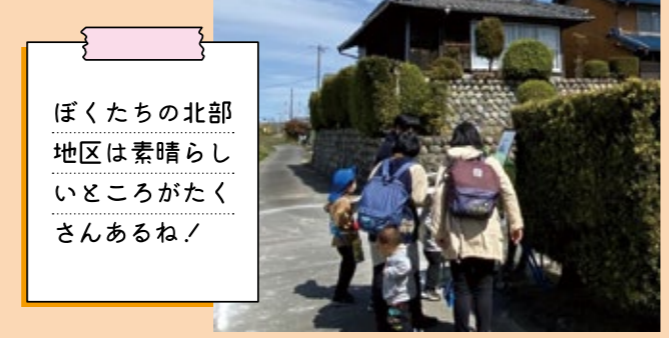 ぼくたちの北部
地区は素晴らし
いところがたく
さんあるね！